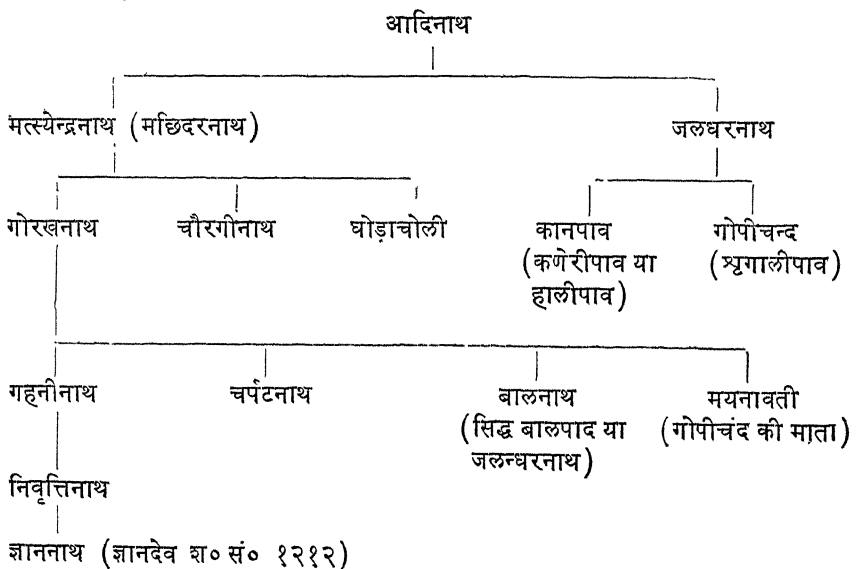 आदिनाथ
मत्स्येन्द्रनाथ (मछिदरनाथ) जलधरनाथ
गोरखनाथ चौरगीनाथ घोड़ाचोली कानपाव गोपीचन्द
(कणेरीपाव या (शृगालीपाव)
हालीपाव)
गहनीनाथ चर्पटनाथ बालनाथ मयनावती
(सिद्ध बालपाद या (गोपीचंद की माता)
जलन्धरनाथ)
निवृत्तिनाथ
ज्ञाननाथ (ज्ञानदेव श० सं० १२१२)